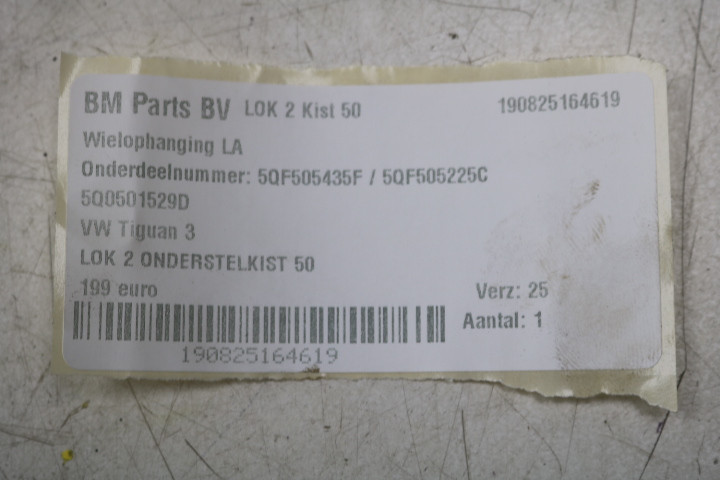 BM Parts BV LOK 2 Kist 50 190825164619
Wielophanging LA
Onderdeelnummer: 5QF505435F / 5QF505225C
5Q0501529D
VW Tiguan 3
LOK 2 ONDERSTELKIST 50
199 euro Verz: 25
Aantal: 1
190825164619